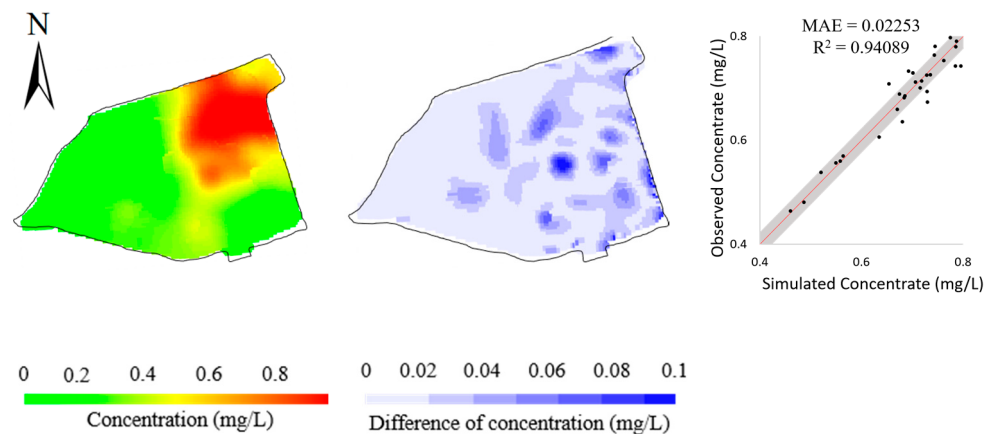 N
MAE = 0.02253
R² = 0.94089
0.8
0.6
0.4
Observed Concentrate (mg/L)
0.4 0.6 0.8
Simulated Concentrate (mg/L)
0 0.2 0.4 0.6 0.8
Concentration (mg/L)
0 0.02 0.04 0.06 0.08 0.1
Difference of concentration (mg/L)